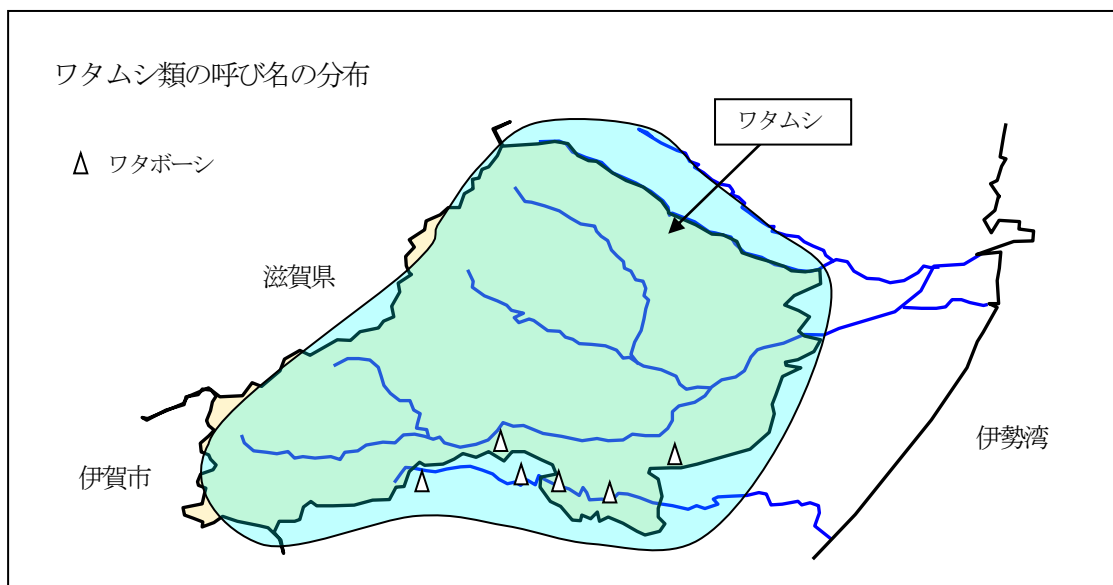 ワタムシ類の呼び名の分布
ワタムシ
ワタボーシ
滋賀県
伊勢湾
伊賀市